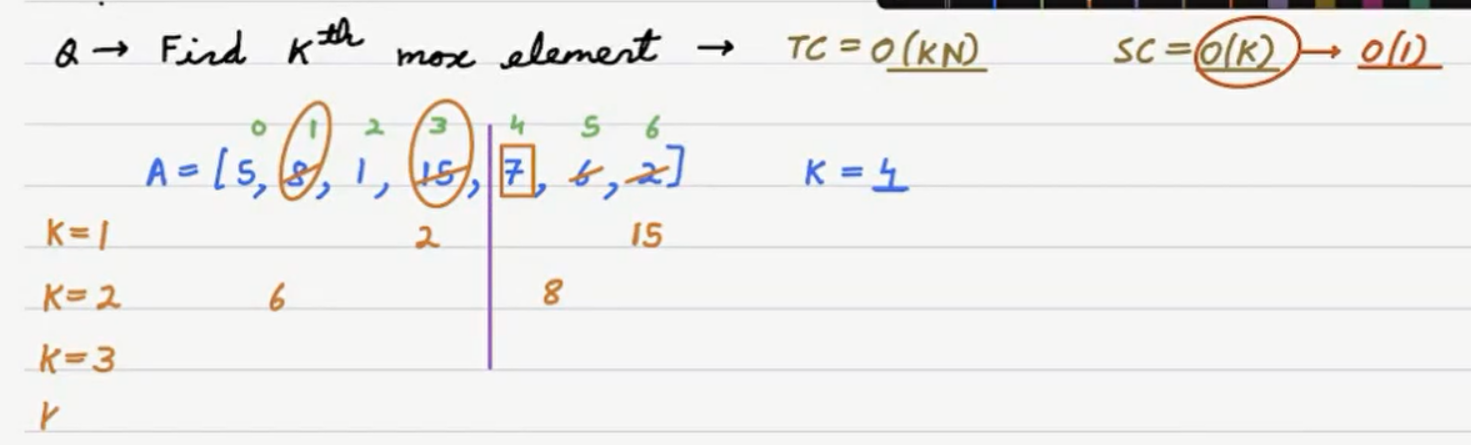 Q → Find Kth max element → TC = O(KN) SC = O(K) → O(1)
0 1 2 3 4 5 6
A = [5, 8, 1, 15, 7, 6, 2] K = 4
K=1 2 15
K=2 6 8
K=3